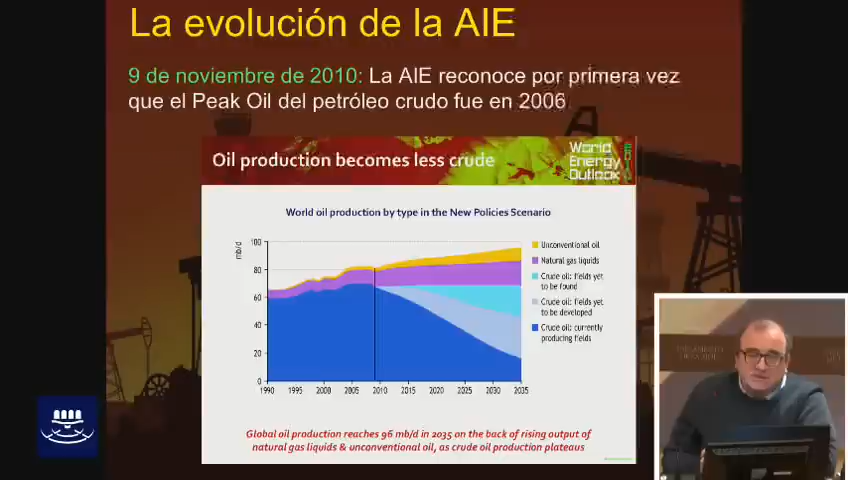 La evolución de la AIE
9 de noviembre de 2010: La AIE reconoce por primera vez
que el Peak Oil del petróleo crudo fue en 2006
Oil production becomes less crude
World
Energy
Outlook
2010
World oil production by type in the New Policies Scenario
mb/d
100
80
60
40
20
0
1990 1995 2000 2005 2010 2015 2020 2025 2030 2035
Unconventional oil
Natural gas liquids
Crude oil: fields yet
to be found
Crude oil: fields yet
to be developed
Crude oil: currently
producing fields
Global oil production reaches 96 mb/d in 2035 on the back of rising output of
natural gas liquids & unconventional oil, as crude oil production plateaus